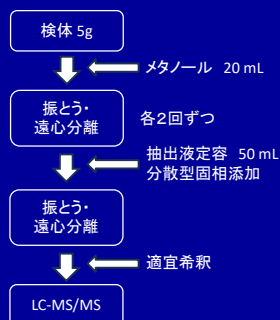 検体 5g
メタノール 20 mL
振とう・
遠心分離
各2回ずつ
抽出液定容 50 mL
分散型固相添加
振とう・
遠心分離
適宜希釈
LC-MS/MS